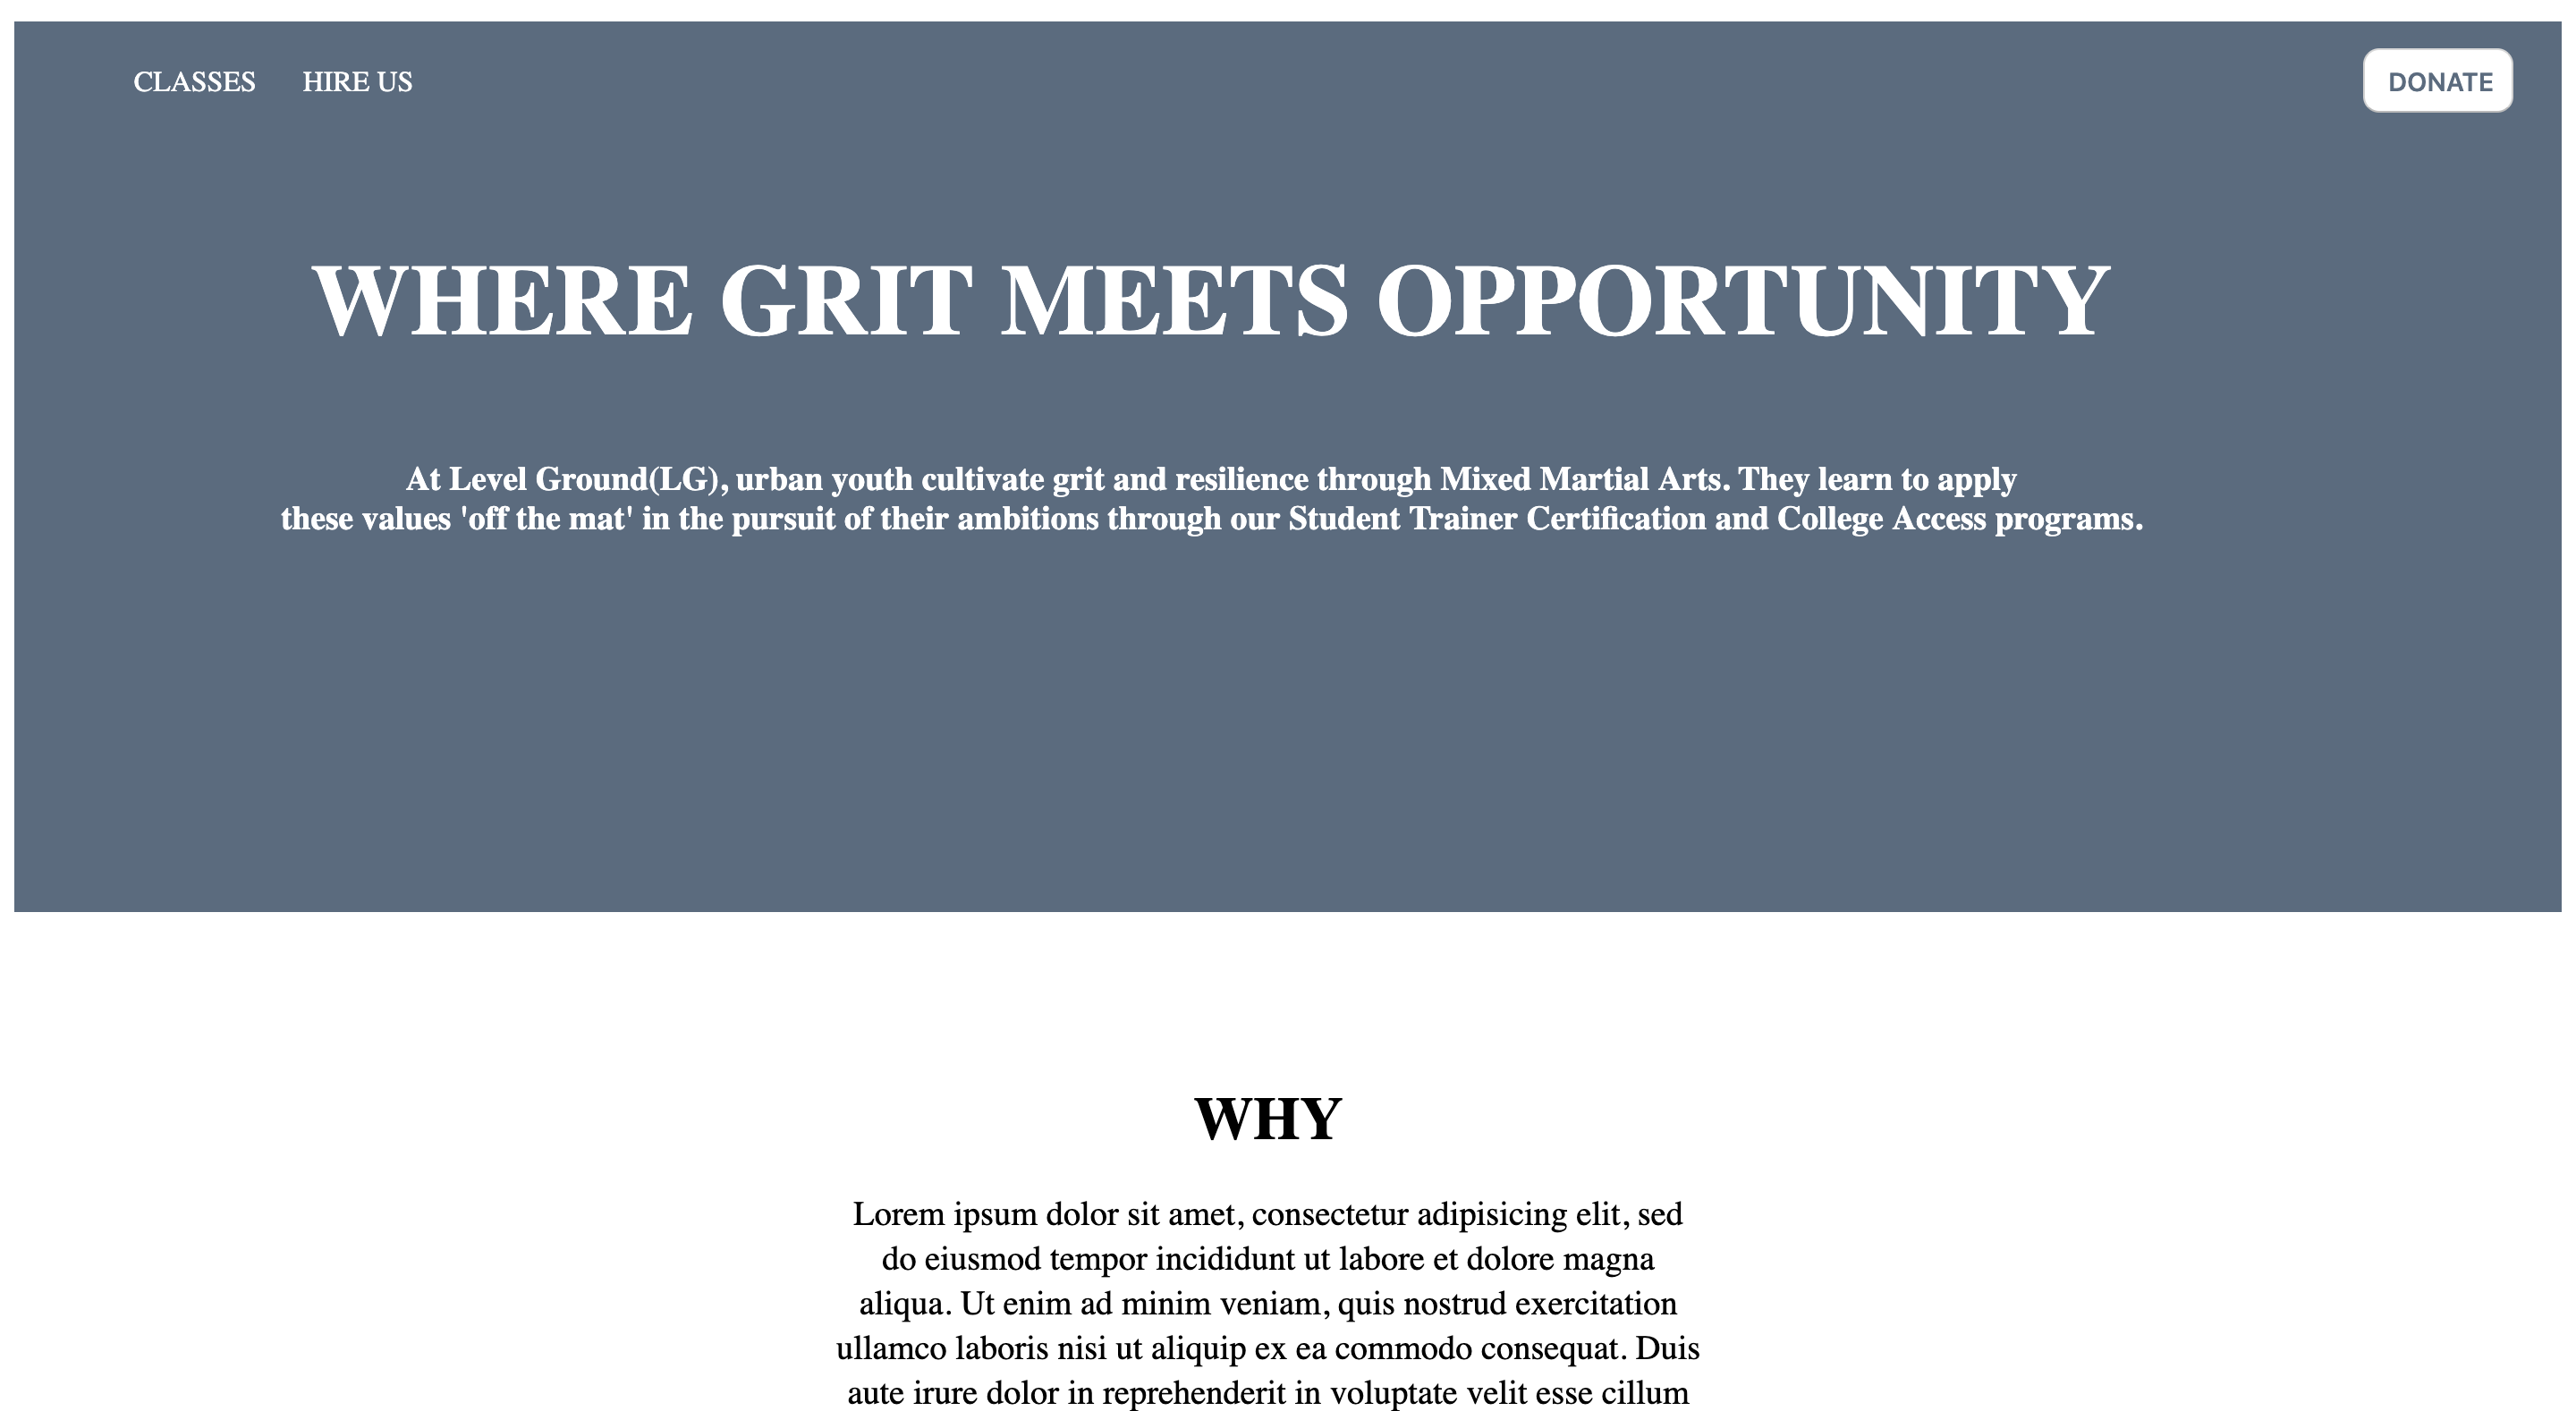 CLASSES HIRE US DONATE
WHERE GRIT MEETS OPPORTUNITY
At Level Ground(LG), urban youth cultivate grit and resilience through Mixed Martial Arts. They learn to apply
these values 'off the mat' in the pursuit of their ambitions through our Student Trainer Certification and College Access programs.
WHY
Lorem ipsum dolor sit amet, consectetur adipisicing elit, sed
do eiusmod tempor incididunt ut labore et dolore magna
aliqua. Ut enim ad minim veniam, quis nostrud exercitation
ullamco laboris nisi ut aliquip ex ea commodo consequat. Duis
aute irure dolor in reprehenderit in voluptate velit esse cillum